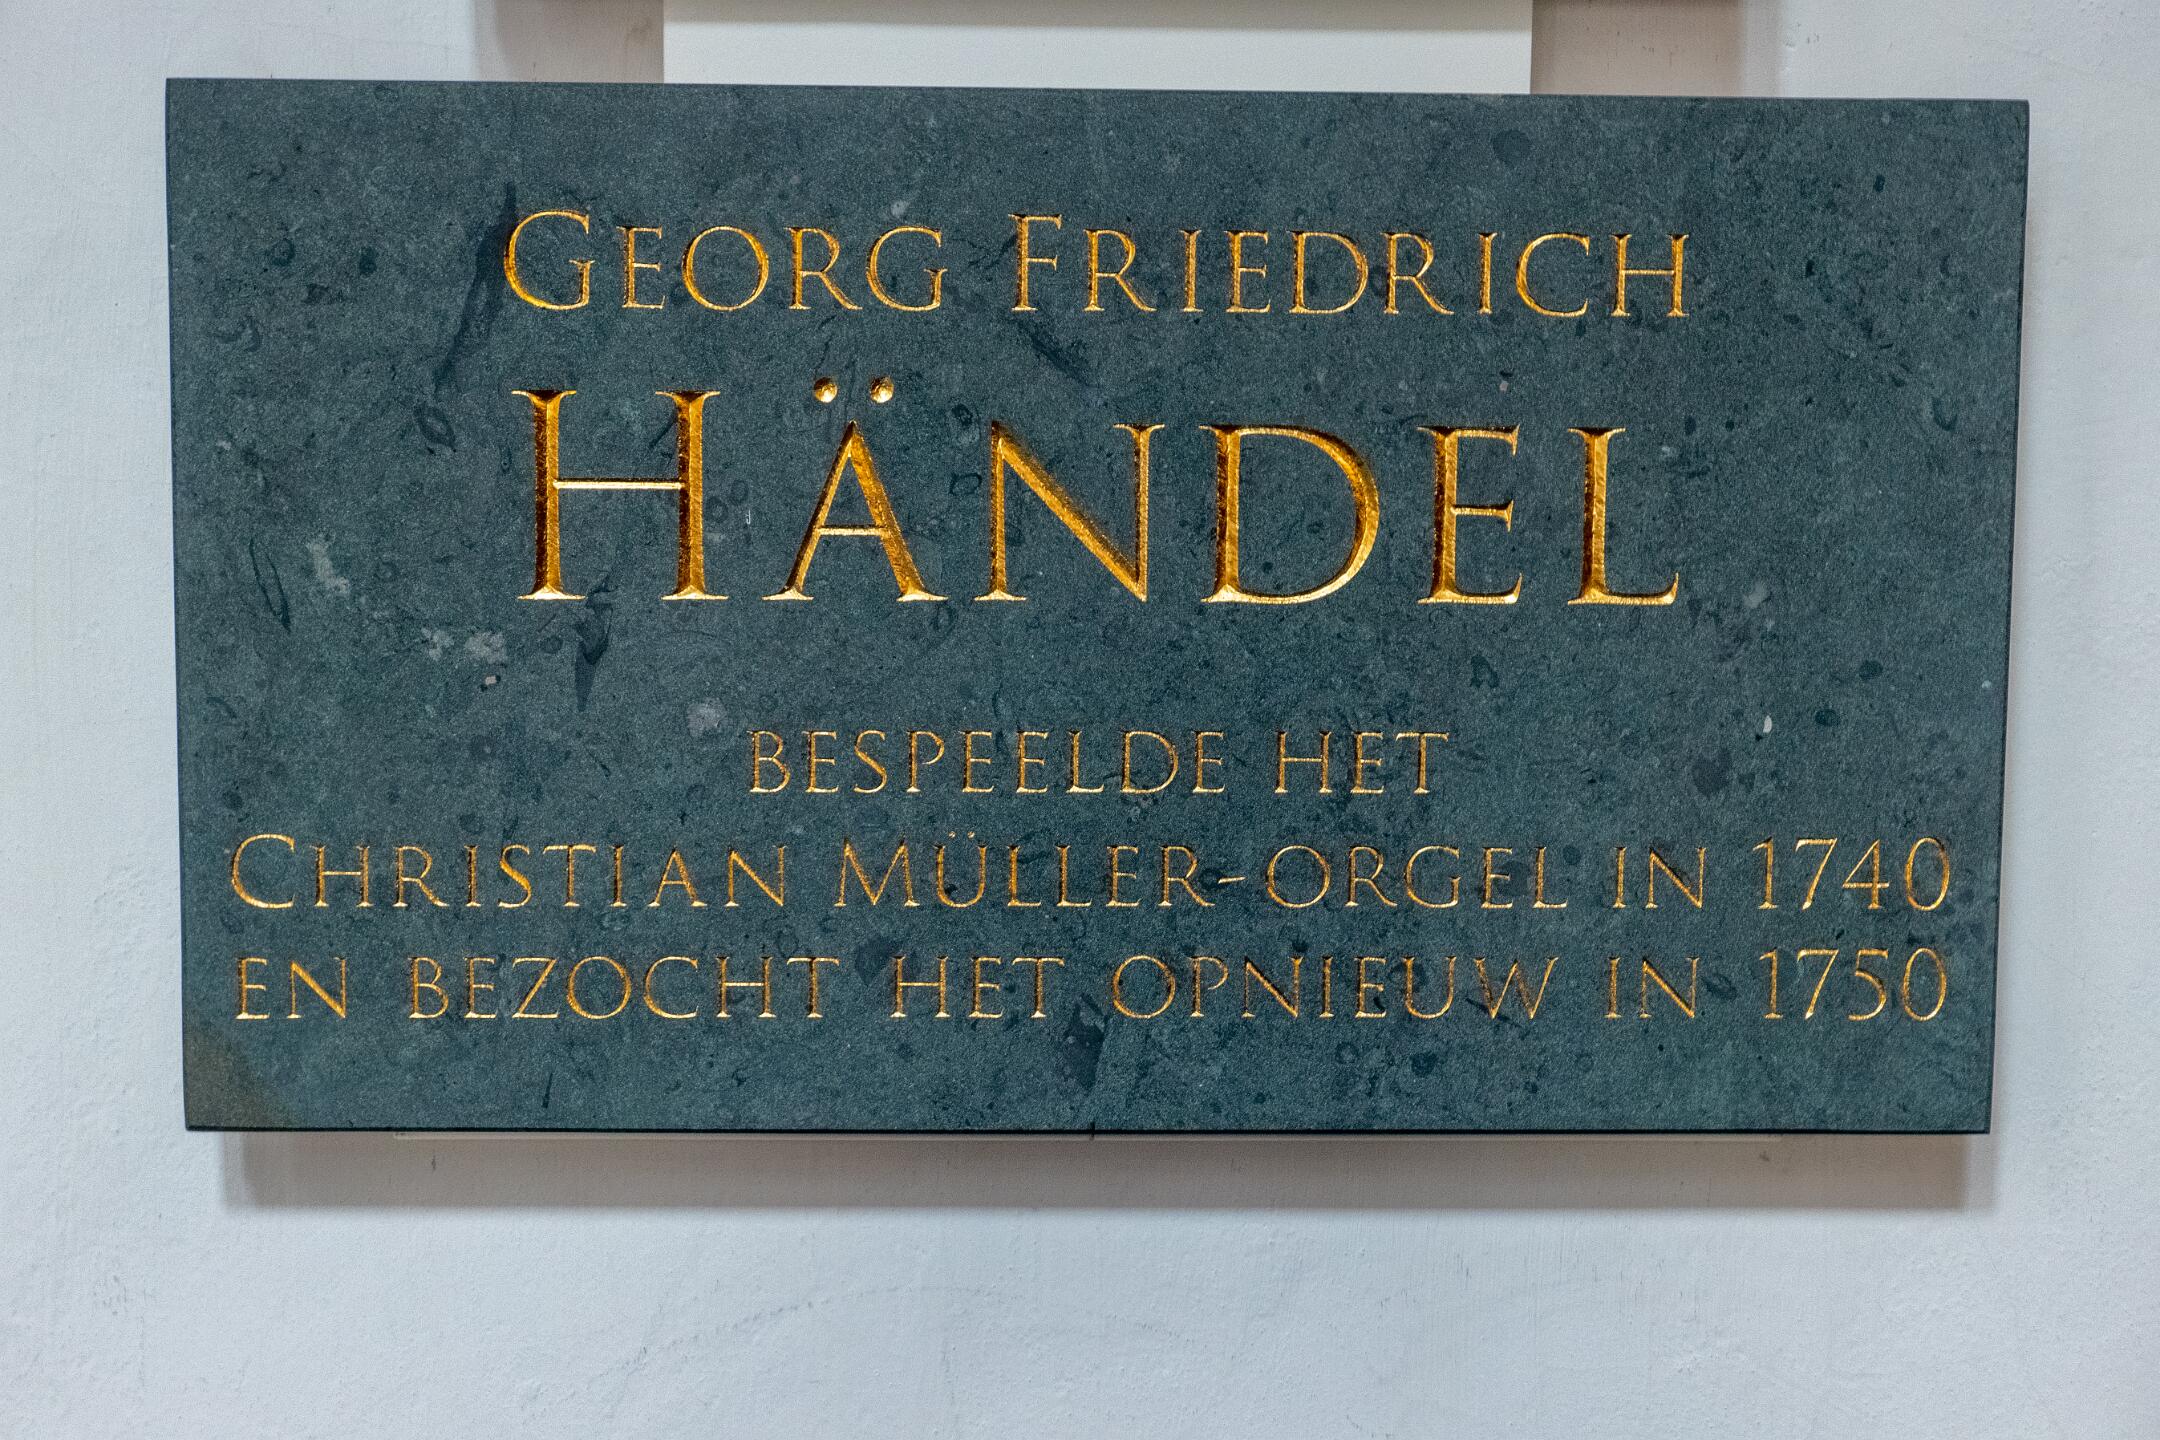 GEORG FRIEDRICH
HÄNDEL
BESPEELDE HET
CHRISTIAN MÜLLER-ORGEL IN 1740
EN BEZOCHT HET OPNIEUW IN 1750